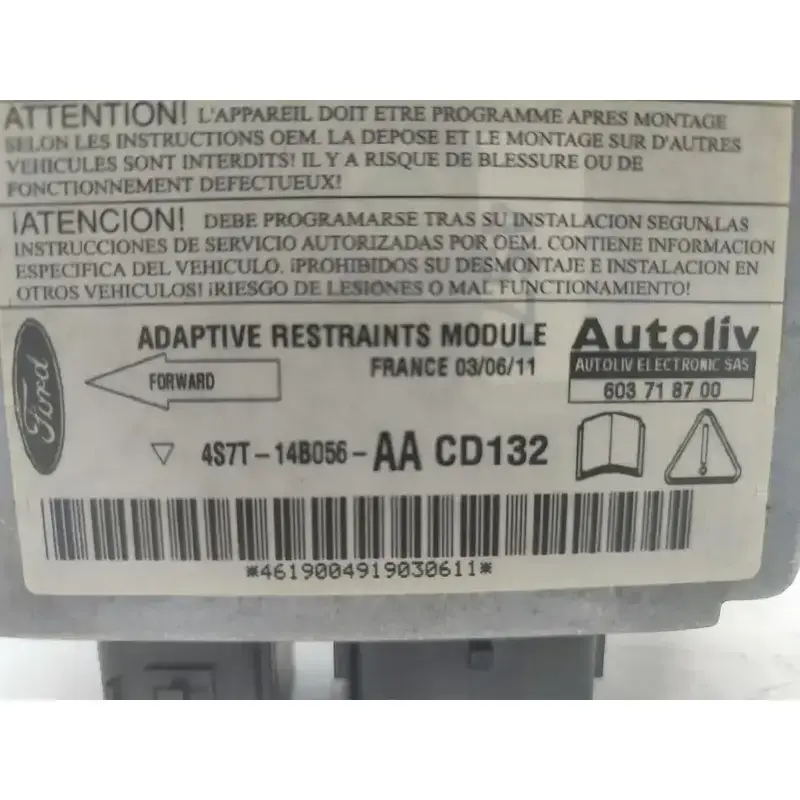 ATTENTION! L'APPAREIL DOIT ETRE PROGRAMME APRES MONTAGE
SELON LES INSTRUCTIONS OEM. LA DEPOSE ET LE MONTAGE SUR D'AUTRES
VEHICULES SONT INTERDITS! IL Y A RISQUE DE BLESSURE OU DE
FONCTIONNEMENT DEFECTUEUX!
¡ATENCION! DEBE PROGRAMARSE TRAS SU INSTALACION SEGUN,LAS
INSTRUCCIONES DE SERVICIO AUTORIZADAS POR OEM. CONTIENE INFORMACION
ESPECIFICA DEL VEHICULO. ¡PROHIBIDOS SU DESMONTAJE E INSTALACION EN
OTROS VEHICULOS! ¡RIESGO DE LESIONES O MAL FUNCTIONAMIENTO!
Ford
ADAPTIVE RESTRAINTS MODULE
FRANCE 03/06/11
FORWARD
Autoliv
AUTOLIV ELECTRONIC SAS
603 71 87 00
4S7T-14B056-AA CD132
*4619004919030611*